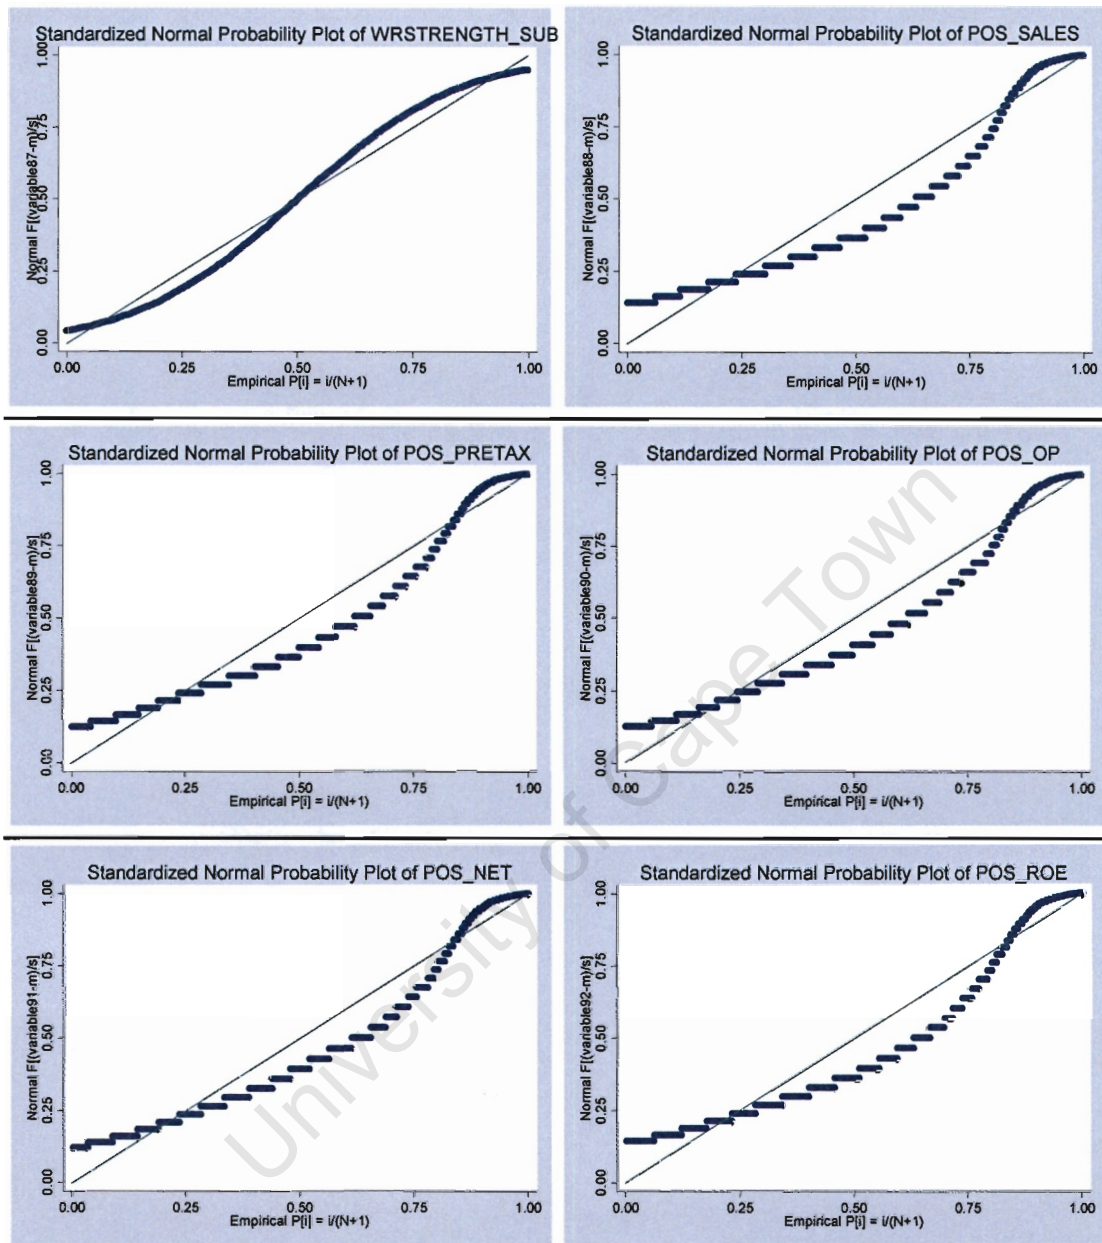 Standardized Normal Probability Plot of WRSTRENGTH_SUB
Normal F[(variable87-m)/s]
0.00 0.25 0.50 0.75 1.00
0.00 0.25 0.50 0.75 1.00
Empirical P[i] = i/(N+1)
Standardized Normal Probability Plot of POS_SALES
Normal F[(variable88-m)/s]
0.00 0.25 0.50 0.75 1.00
0.00 0.25 0.50 0.75 1.00
Empirical P[i] = i/(N+1)
Standardized Normal Probability Plot of POS_PRETAX
Normal F[(variable89-m)/s]
0.00 0.25 0.50 0.75 1.00
0.00 0.25 0.50 0.75 1.00
Empirical P[i] = i/(N+1)
Standardized Normal Probability Plot of POS_OP
Normal F[(variable90-m)/s]
0.00 0.25 0.50 0.75 1.00
0.00 0.25 0.50 0.75 1.00
Empirical P[i] = i/(N+1)
Standardized Normal Probability Plot of POS_NET
Normal F[(variable91-m)/s]
0.00 0.25 0.50 0.75 1.00
0.00 0.25 0.50 0.75 1.00
Empirical P[i] = i/(N+1)
Standardized Normal Probability Plot of POS_ROE
Normal F[(variable92-m)/s]
0.00 0.25 0.50 0.75 1.00
0.00 0.25 0.50 0.75 1.00
Empirical P[i] = i/(N+1)
University of Cape Town